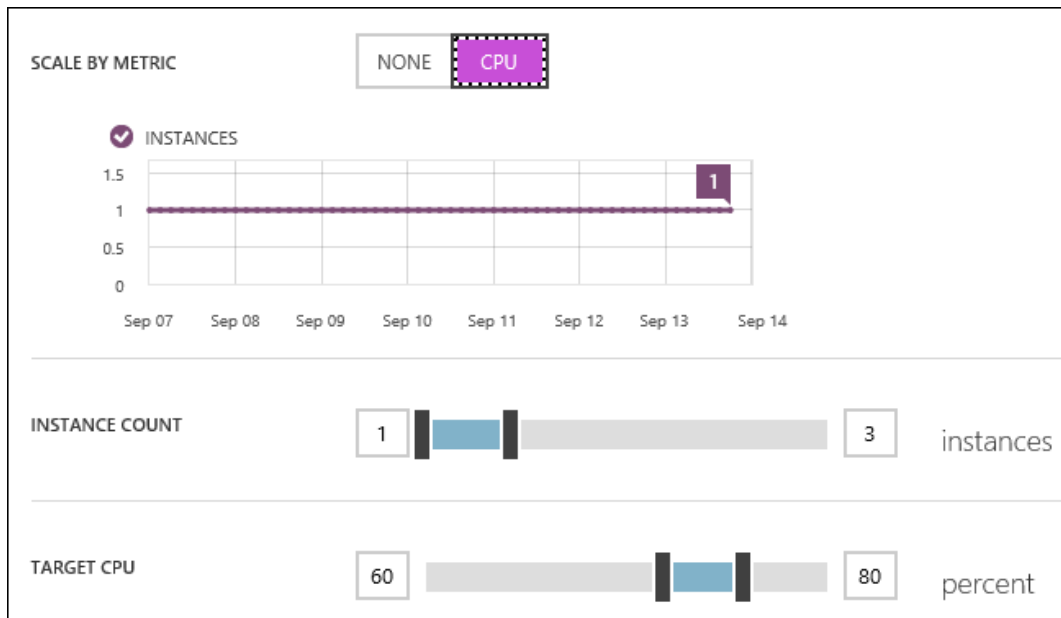 SCALE BY METRIC NONE CPU
INSTANCES
1.5
1
1
0.5
0
Sep 07 Sep 08 Sep 09 Sep 10 Sep 11 Sep 12 Sep 13 Sep 14
INSTANCE COUNT 1 3 instances
TARGET CPU 60 80 percent